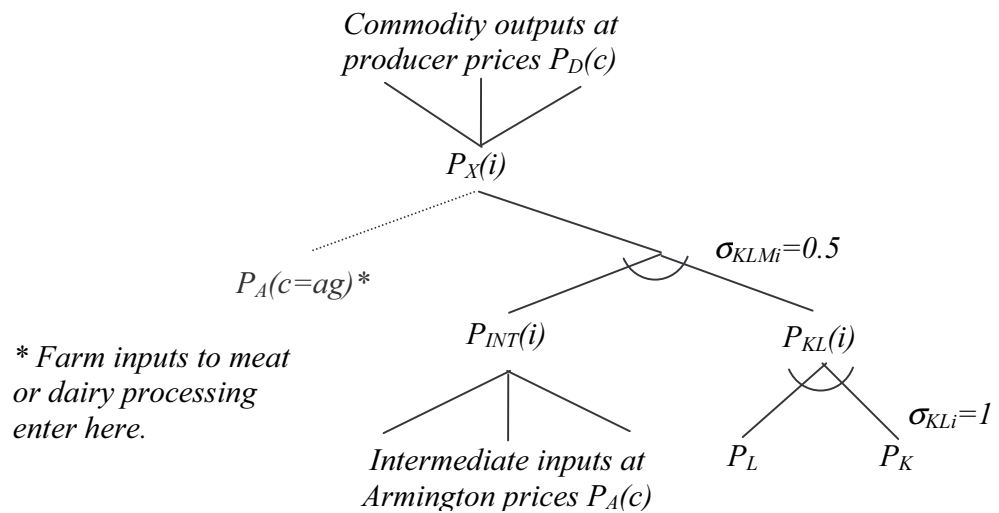 Commodity outputs at
producer prices P_D(c)
P_X(i)
σ_KLMi=0.5
P_A(c=ag)*
P_INT(i)
P_KL(i)
* Farm inputs to meat
or dairy processing
enter here.
σ_KLi=1
P_L
P_K
Intermediate inputs at
Armington prices P_A(c)